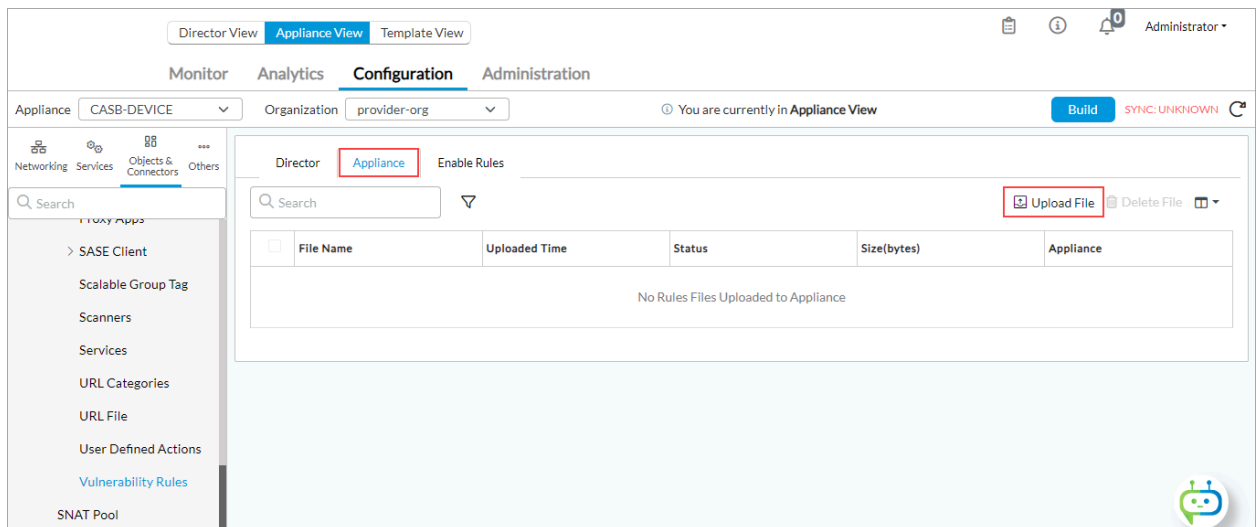 Director View Appliance View Template View
0
Administrator
Monitor Analytics Configuration Administration
Appliance CASB-DEVICE Organization provider-org You are currently in Appliance View Build SYNC: UNKNOWN
Networking Services Objects & Connectors Others
Search
Proxy Apps
SASE Client
Scalable Group Tag
Scanners
Services
URL Categories
URL File
User Defined Actions
Vulnerability Rules
SNAT Pool
Director Appliance Enable Rules
Search Upload File Delete File
File Name Uploaded Time Status Size(bytes) Appliance
No Rules Files Uploaded to Appliance